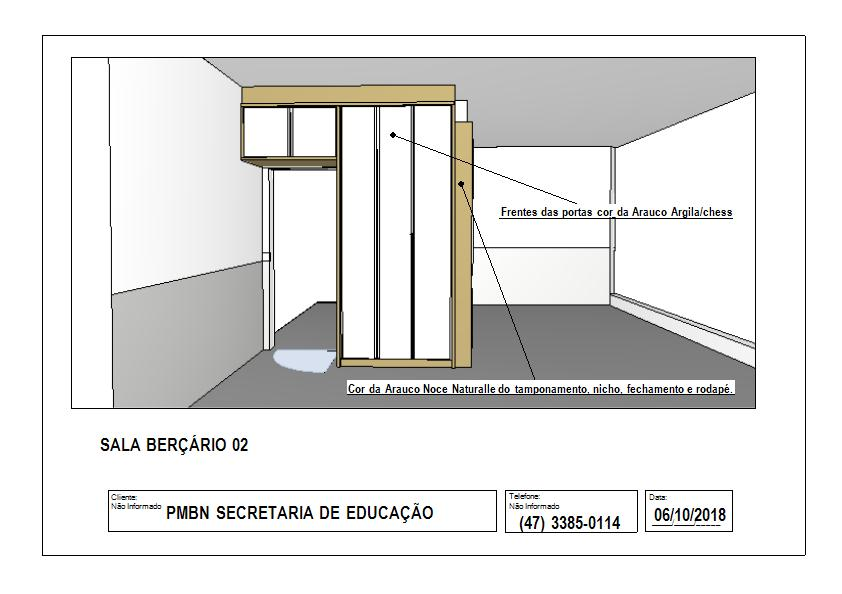 Frentes das portas cor da Arauco Argila/chess
Cor da Arauco Noce Naturalle do tamponamento, nicho, fechamento e rodapé.
SALA BERÇÁRIO 02
Cliente:
Não Informado PMBN SECRETARIA DE EDUCAÇÃO
Telefone:
Não Informado
(47) 3385-0114
Data:
06/10/2018